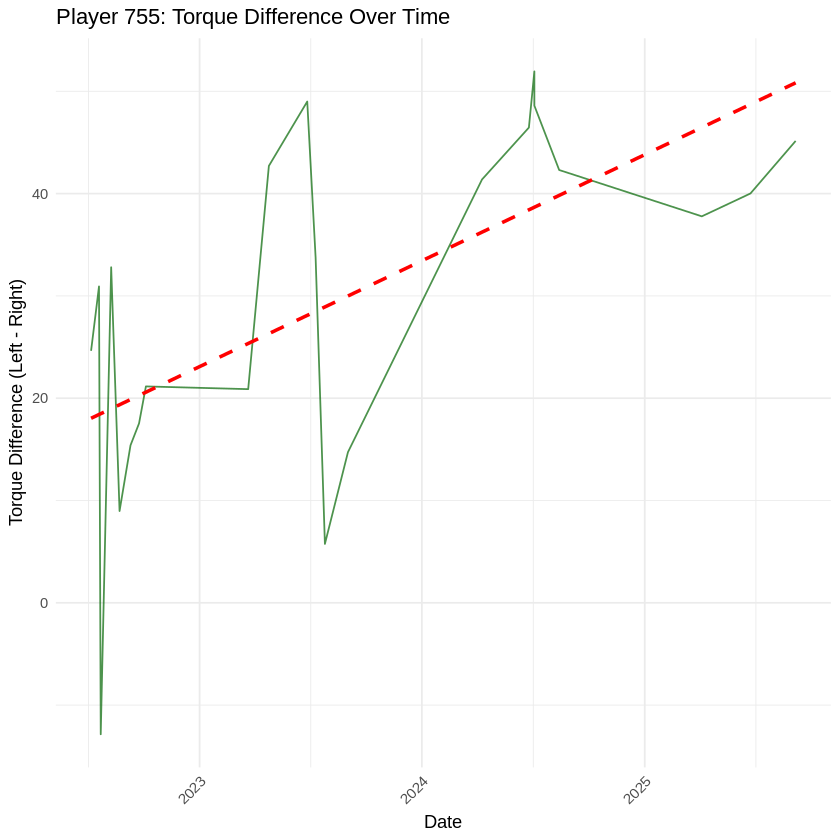 Player 755: Torque Difference Over Time
Torque Difference (Left - Right)
40
20
0
2023
2024
2025
Date